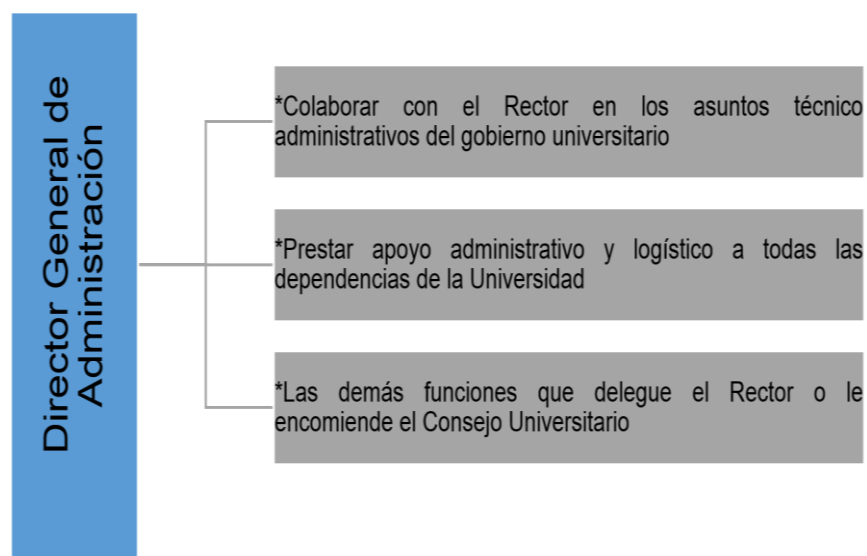 Director General de
Administración
*Colaborar con el Rector en los asuntos técnico
administrativos del gobierno universitario
*Prestar apoyo administrativo y logístico a todas las
dependencias de la Universidad
*Las demás funciones que delegue el Rector o le
encomiende el Consejo Universitario